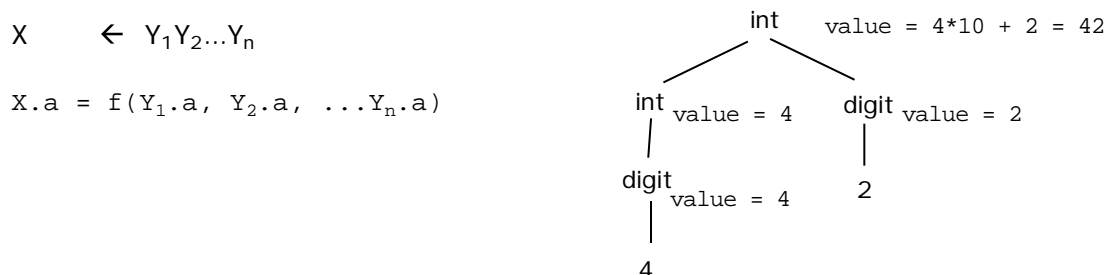 X ← Y₁Y₂...Yₙ
X.a = f(Y₁.a, Y₂.a, ...Yₙ.a)
int value = 4*10 + 2 = 42
int value = 4 digit value = 2
digit value = 4 2
4